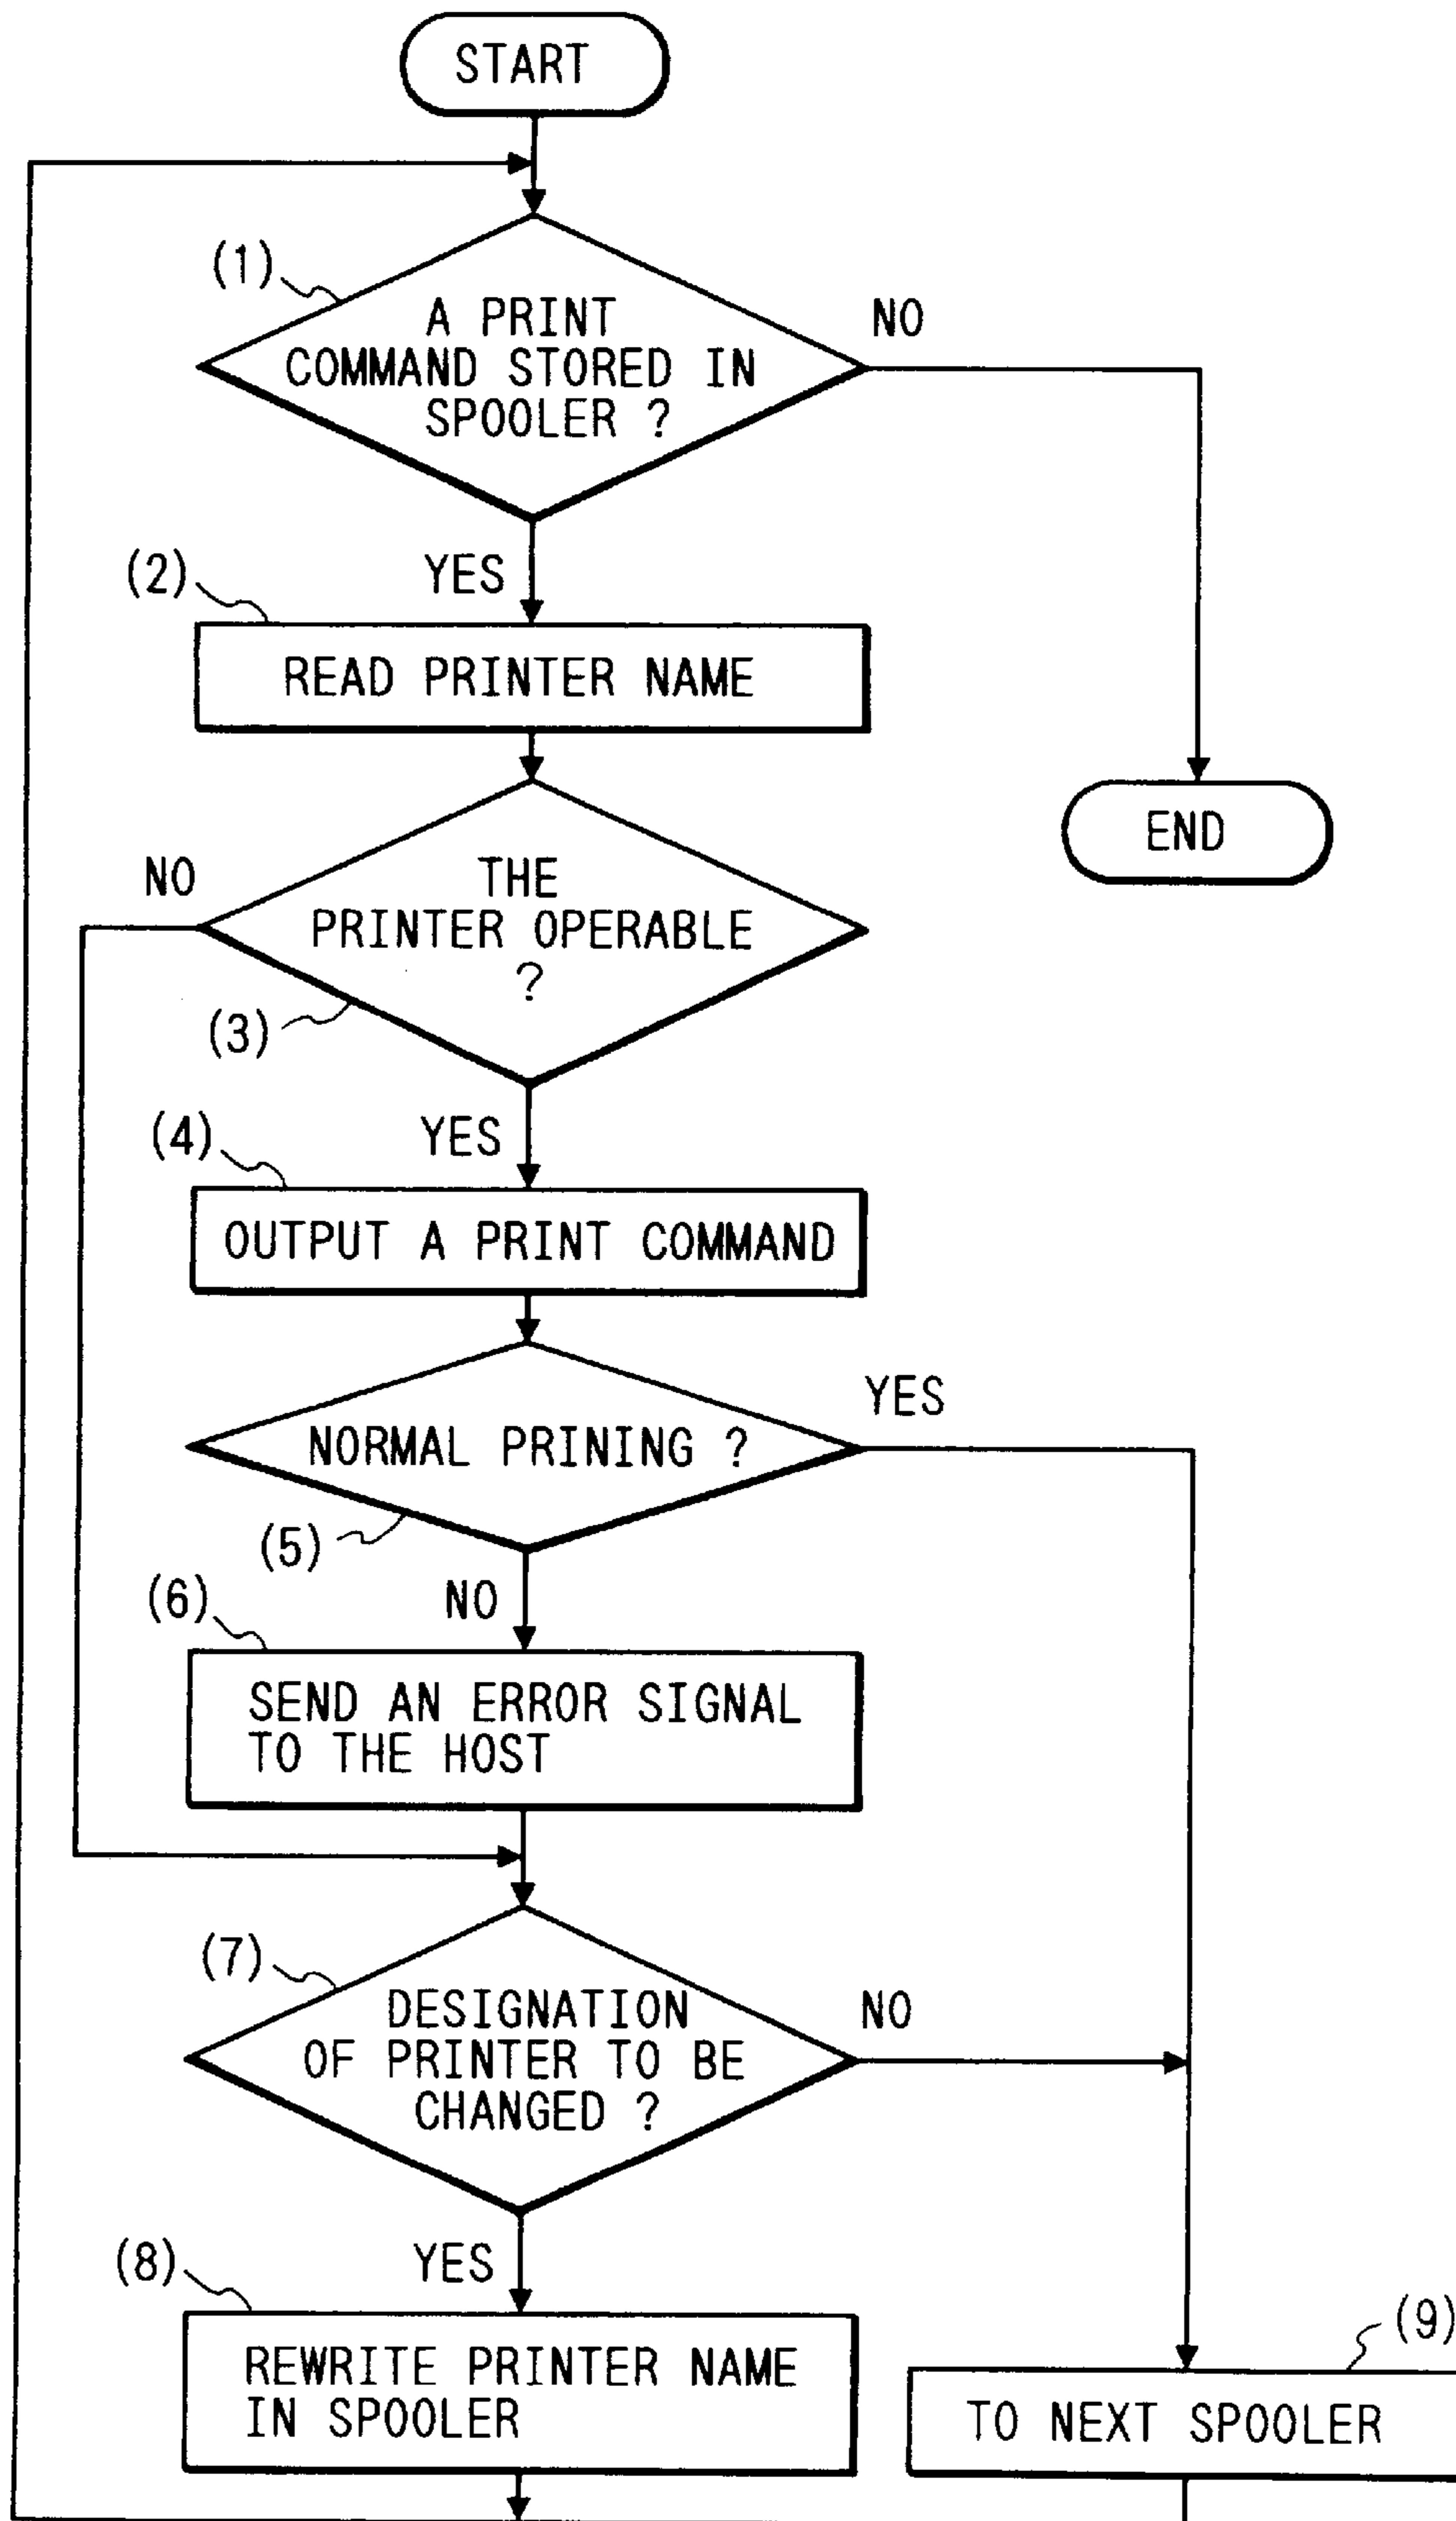 START
(1)
A PRINT
COMMAND STORED IN
SPOOLER ?
NO
YES
(2)
READ PRINTER NAME
END
NO
THE
PRINTER OPERABLE
?
(3)
YES
(4)
OUTPUT A PRINT COMMAND
YES
NORMAL PRINING ?
(5)
NO
(6)
SEND AN ERROR SIGNAL
TO THE HOST
(7)
DESIGNATION
OF PRINTER TO BE
CHANGED ?
NO
YES
(8)
REWRITE PRINTER NAME
IN SPOOLER
(9)
TO NEXT SPOOLER